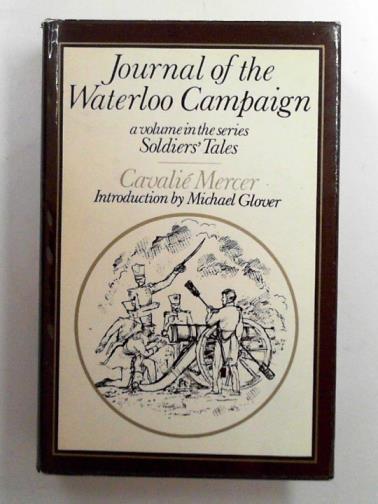 Journal of the
Waterloo Campaign
a volume in the series
Soldiers' Tales
Cavalié Mercer
Introduction by Michael Glover